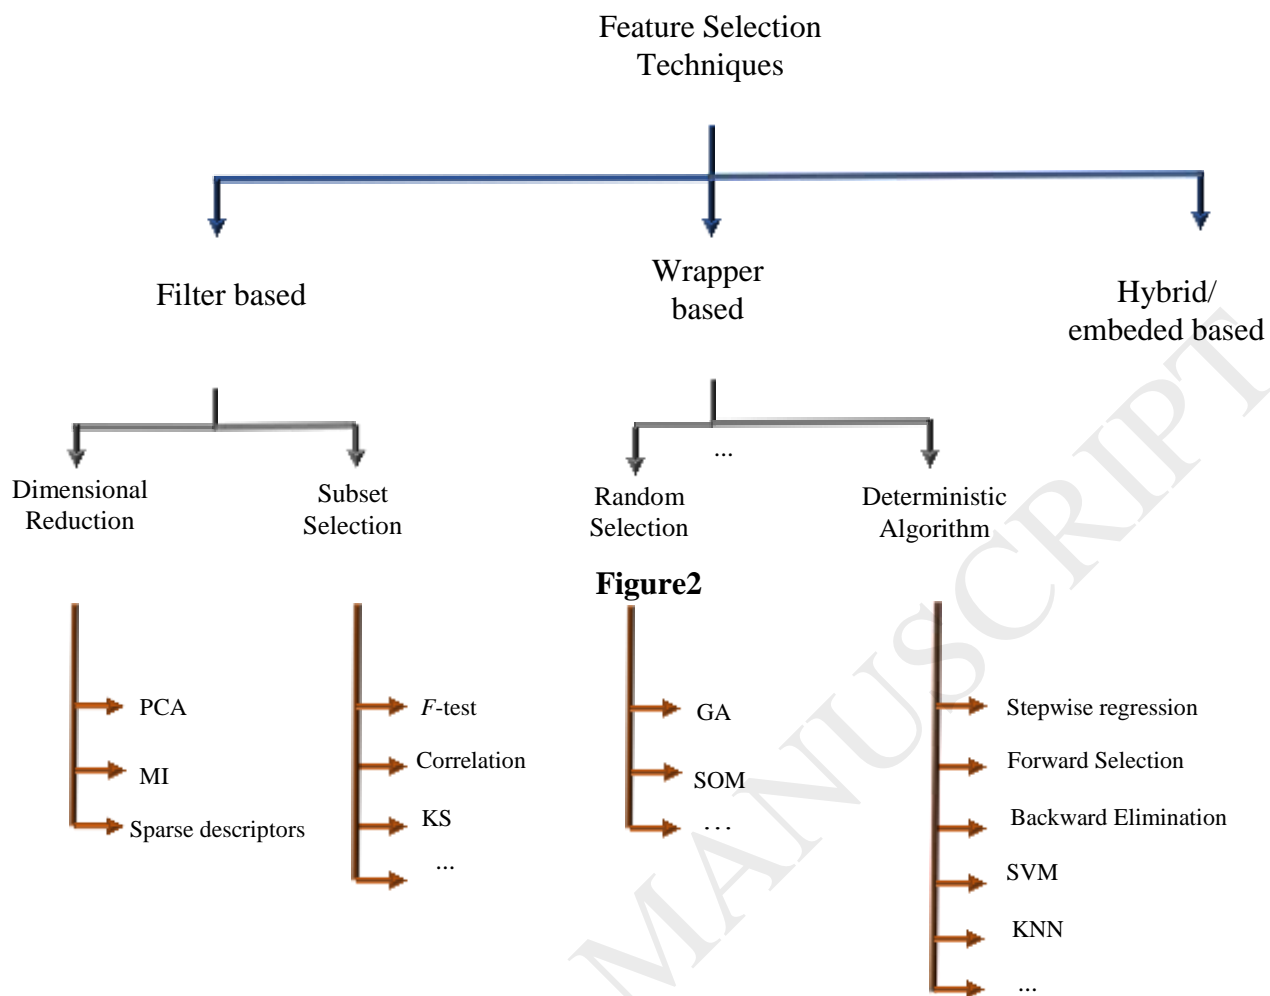 Feature Selection
Techniques
Filter based
Wrapper
based
Hybrid/
embeded based
...
Dimensional
Reduction
Subset
Selection
Random
Selection
Deterministic
Algorithm
Figure2
PCA
MI
Sparse descriptors
F-test
Correlation
KS
...
GA
SOM
...
Stepwise regression
Forward Selection
Backward Elimination
SVM
KNN
...
MANUSCRIPT